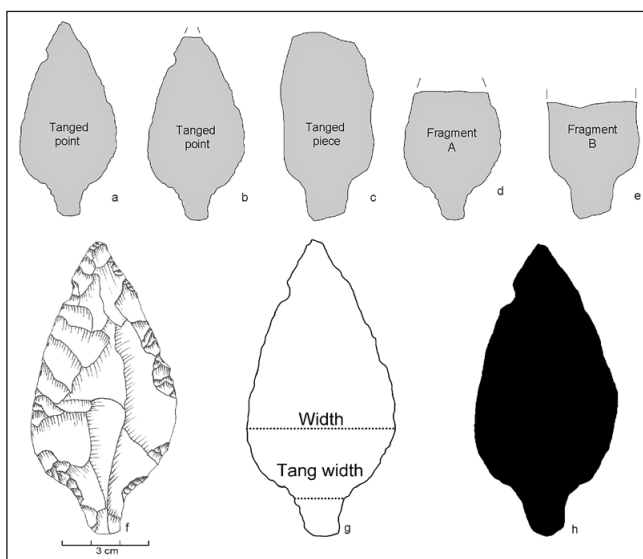 Tanged
point
a
Tanged
point
b
Tanged
piece
c
Fragment
A
d
Fragment
B
e
f
3 cm
Width
Tang width
g
h